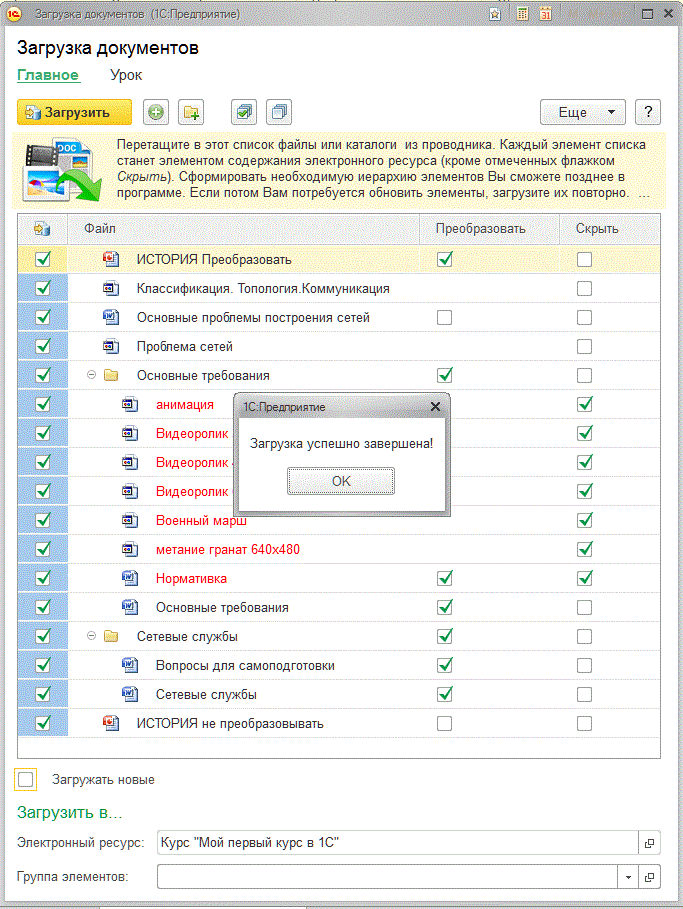 Загрузка документов (1С:Предприятие)
Загрузка документов
Главное Урок
Загрузить Еще ?
DOC
Перетащите в этот список файлы или каталоги из проводника. Каждый элемент списка
станет элементом содержания электронного ресурса (кроме отмеченных флажком
Скрыть). Сформировать необходимую иерархию элементов Вы сможете позднее в
программе. Если потом Вам потребуется обновить элементы, загрузите их повторно. ...
Файл Преобразовать Скрыть
ИСТОРИЯ Преобразовать
Классификация. Топология.Коммуникация
Основные проблемы построения сетей
Проблема сетей
Основные требования
анимация
Видеоролик
Видеоролик
Видеоролик
Военный марш
метание гранат 640x480
Нормативка
Основные требования
Сетевые службы
Вопросы для самоподготовки
Сетевые службы
ИСТОРИЯ не преобразовывать
1С:Предприятие
Загрузка успешно завершена!
OK
Загружать новые
Загрузить в...
Электронный ресурс: Курс "Мой первый курс в 1С"
Группа элементов: